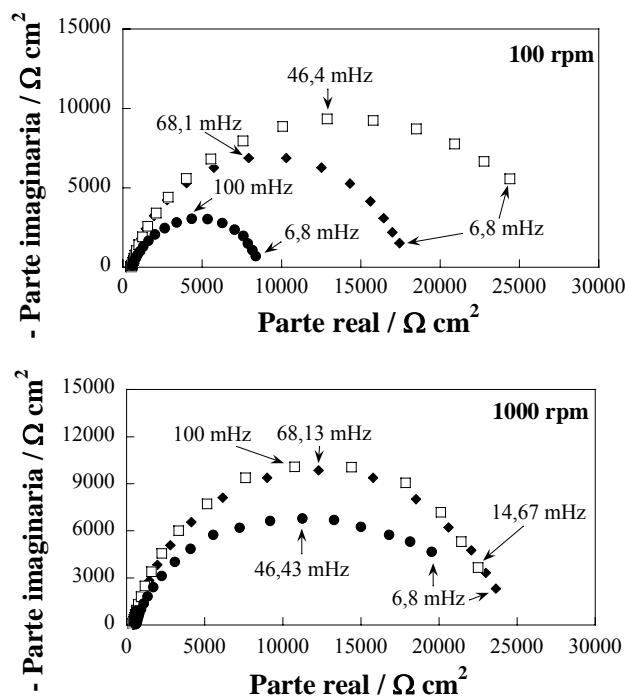 100 rpm
15000
10000
5000
0
- Parte imaginaria / Ω cm²
46,4 mHz
68,1 mHz
100 mHz
6,8 mHz
6,8 mHz
0 5000 10000 15000 20000 25000 30000
Parte real / Ω cm²
1000 rpm
15000
12000
9000
6000
3000
0
- Parte imaginaria / Ω cm²
100 mHz
68,13 mHz
14,67 mHz
46,43 mHz
6,8 mHz
0 5000 10000 15000 20000 25000 30000
Parte real / Ω cm²